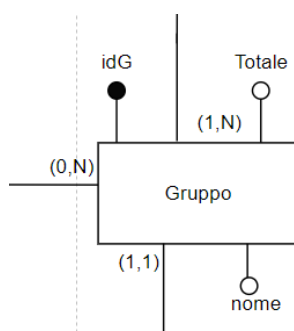 idG
Totale
(1,N)
(0,N)
Gruppo
(1,1)
nome